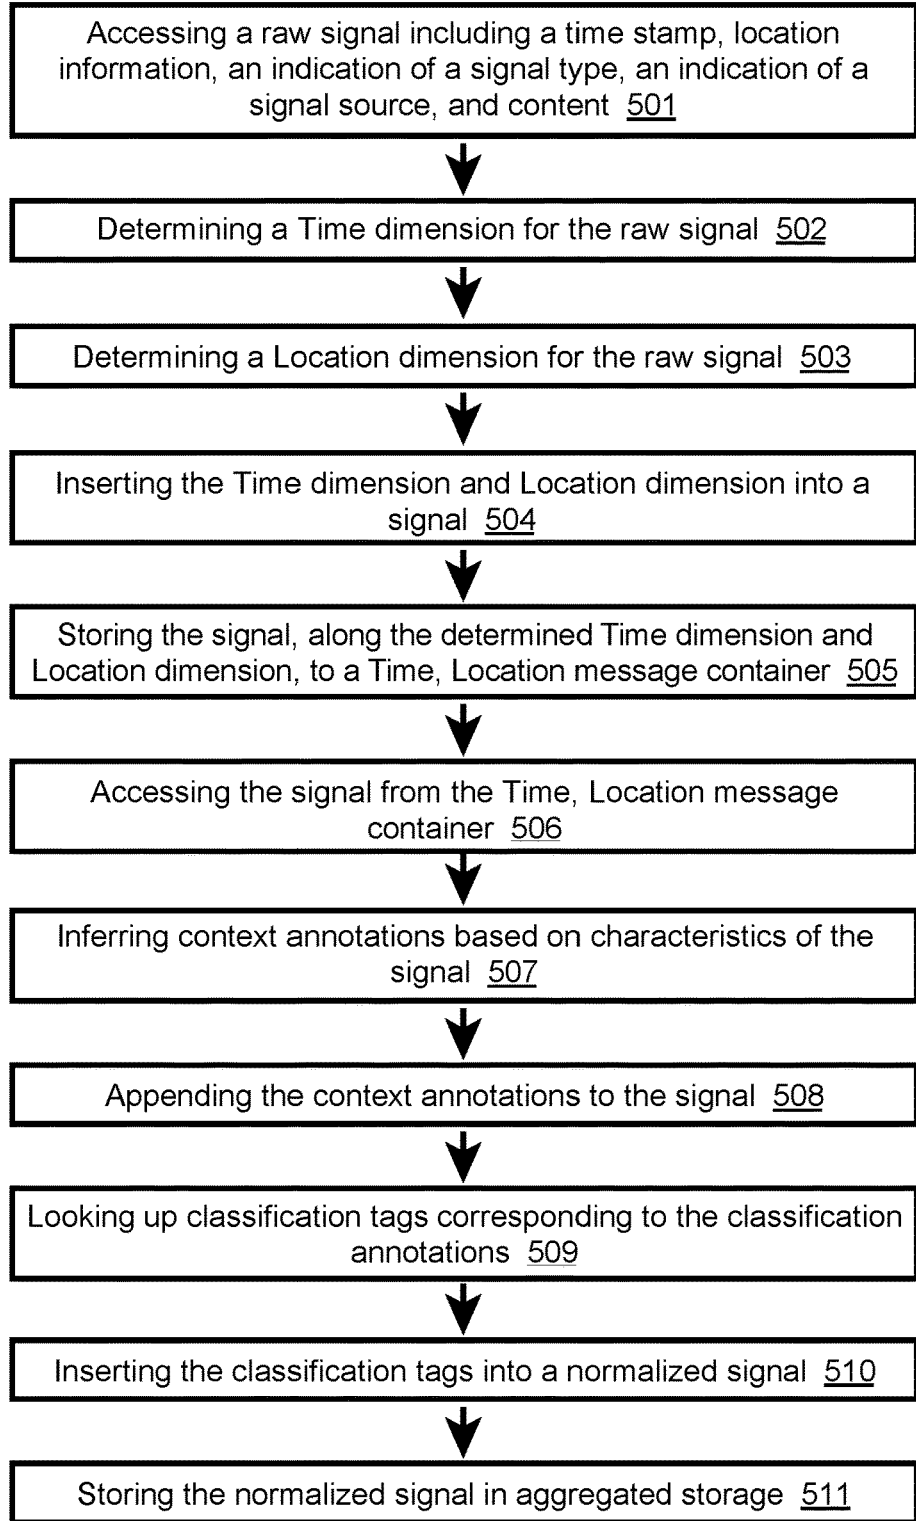 Accessing a raw signal including a time stamp, location
information, an indication of a signal type, an indication of a
signal source, and content 501
Determining a Time dimension for the raw signal 502
Determining a Location dimension for the raw signal 503
Inserting the Time dimension and Location dimension into a
signal 504
Storing the signal, along the determined Time dimension and
Location dimension, to a Time, Location message container 505
Accessing the signal from the Time, Location message
container 506
Inferring context annotations based on characteristics of the
signal 507
Appending the context annotations to the signal 508
Looking up classification tags corresponding to the classification
annotations 509
Inserting the classification tags into a normalized signal 510
Storing the normalized signal in aggregated storage 511